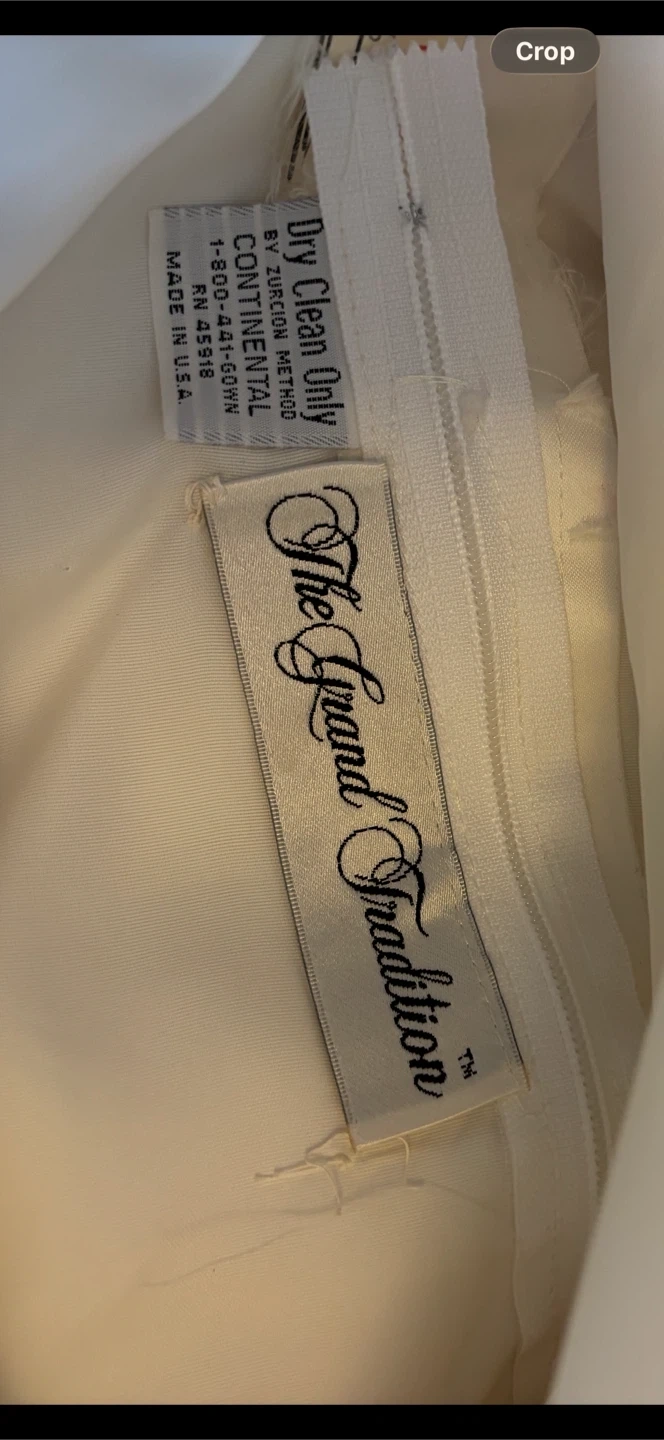 Crop
Dry Clean Only
BY ZURCION METHOD
CONTINENTAL
1-800-441-GOWN
RN 45918
MADE IN U.S.A.
The Grand Tradition™